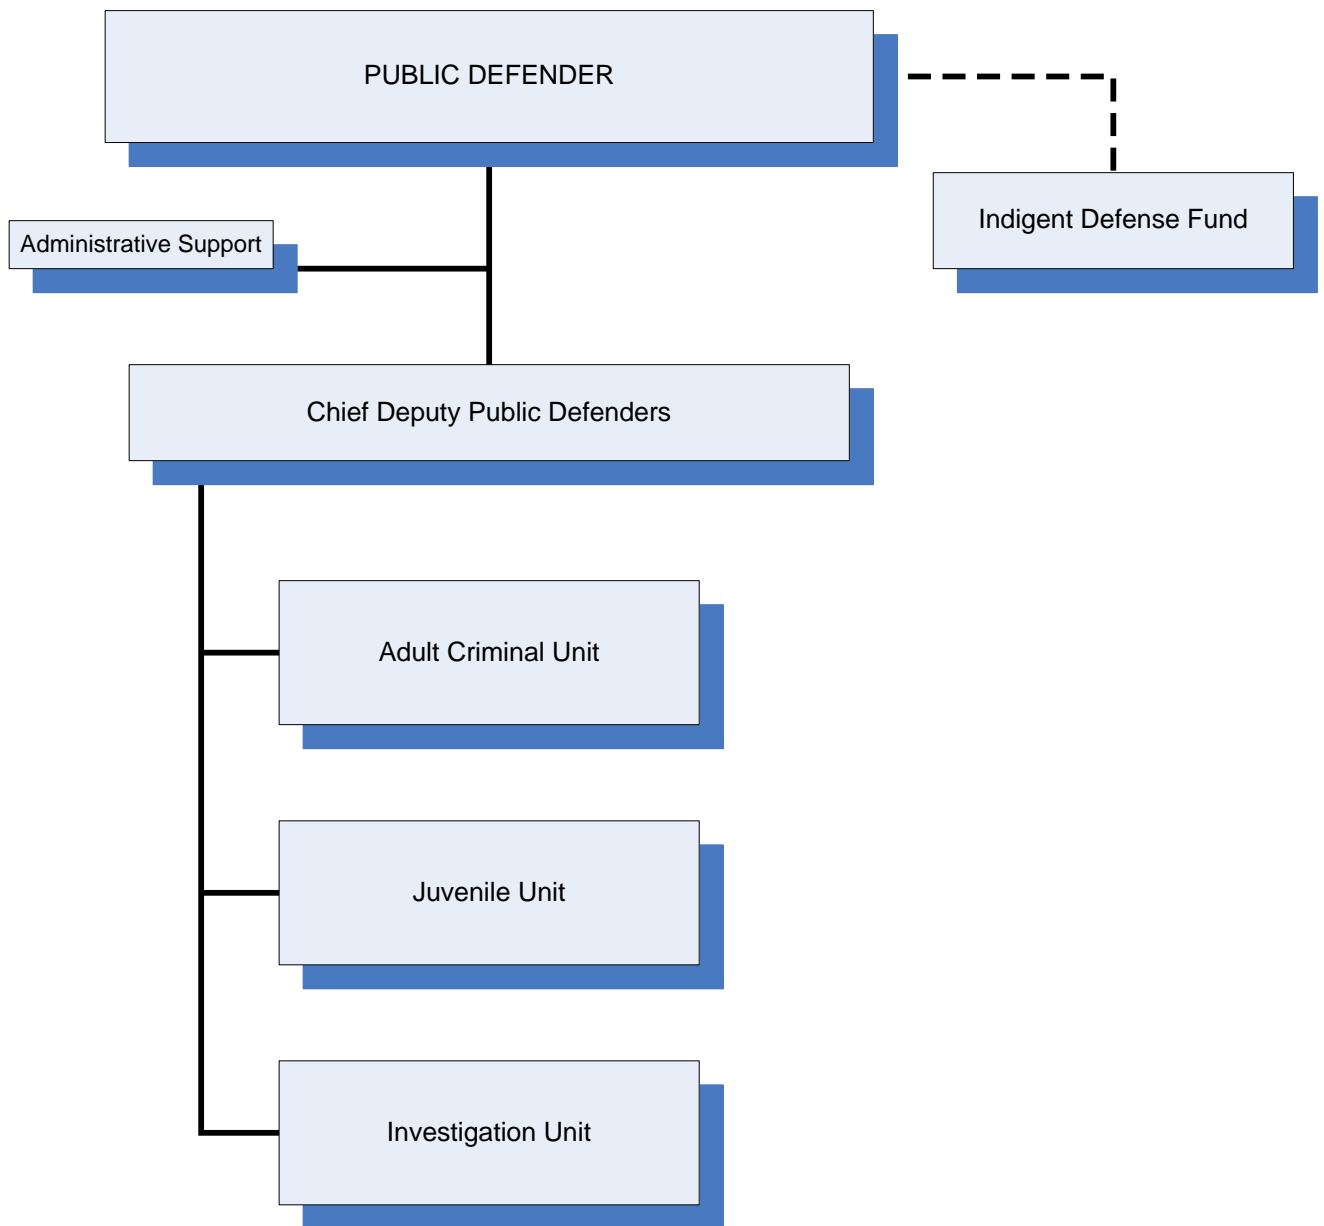 PUBLIC DEFENDER
Indigent Defense Fund
Administrative Support
Chief Deputy Public Defenders
Adult Criminal Unit
Juvenile Unit
Investigation Unit